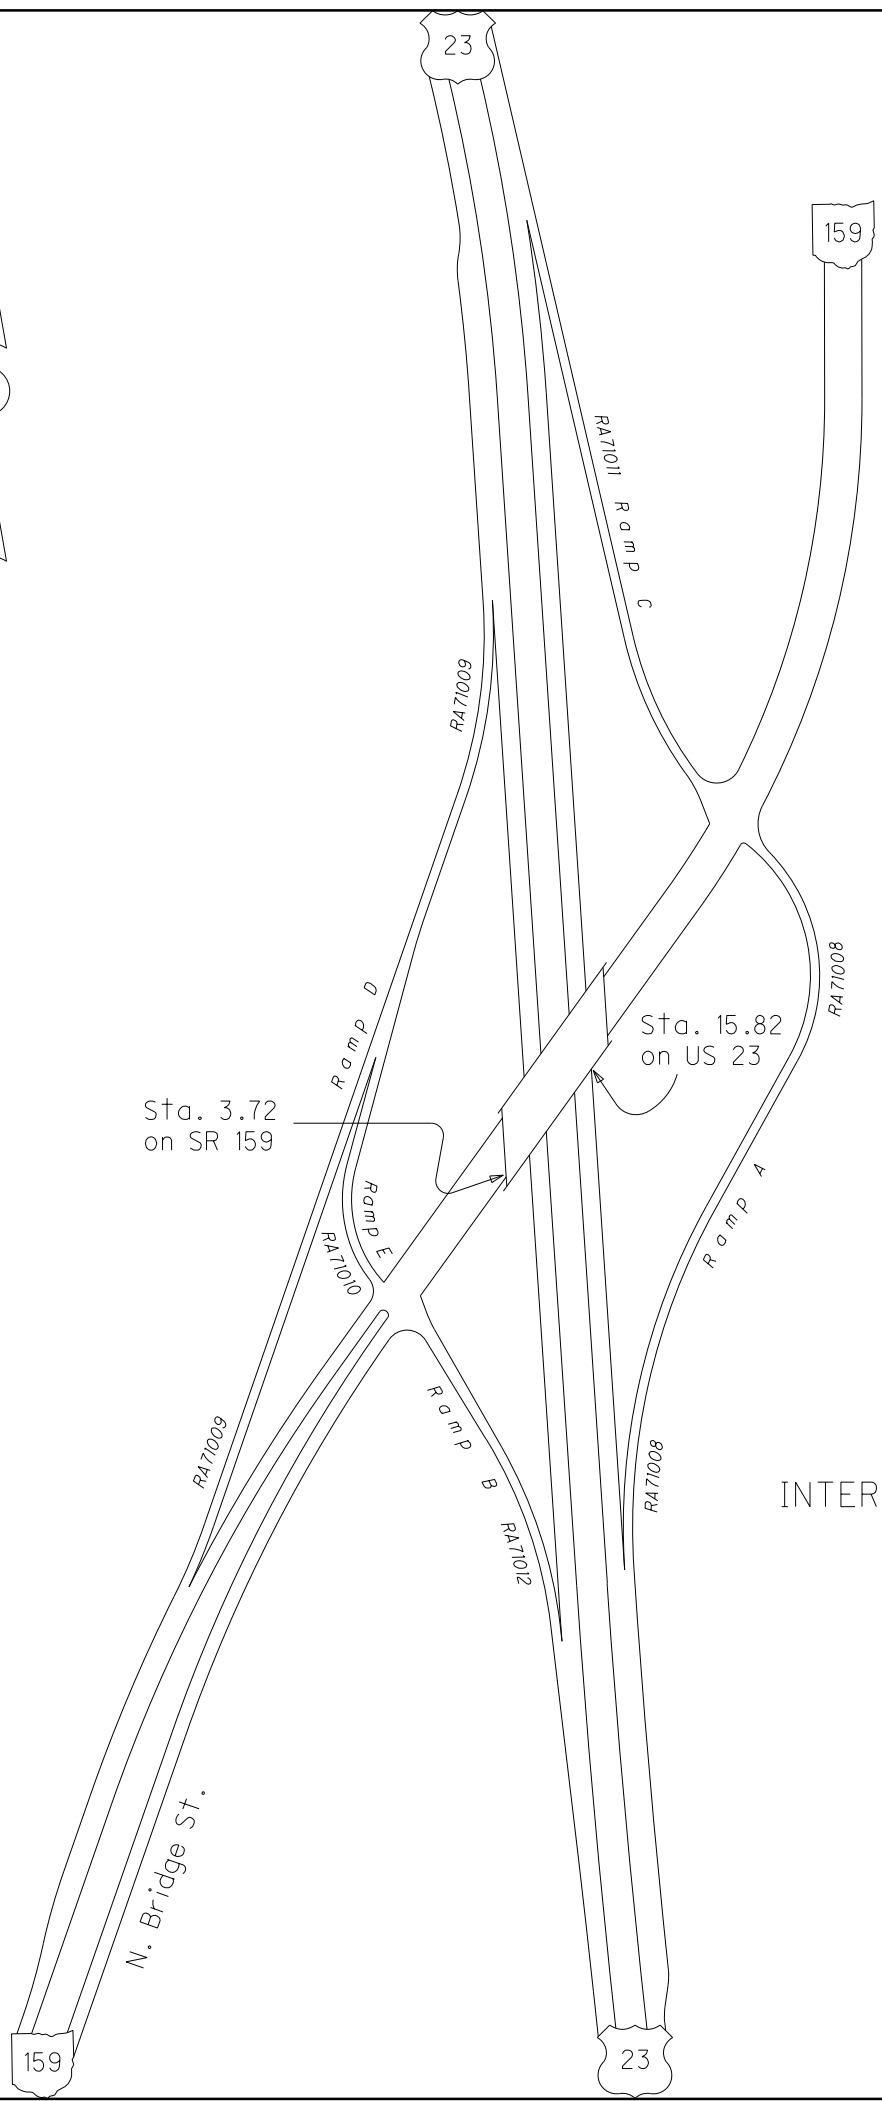 23
159
RA71011 Ramp C
RA71009
RA71008
Ramp D
Sta. 15.82
on US 23
Sta. 3.72
on SR 159
Ramp A
Ramp E
RA71010
Ramp B
RA71012
RA71009
RA71008
INTER
N. Bridge St.
159
23